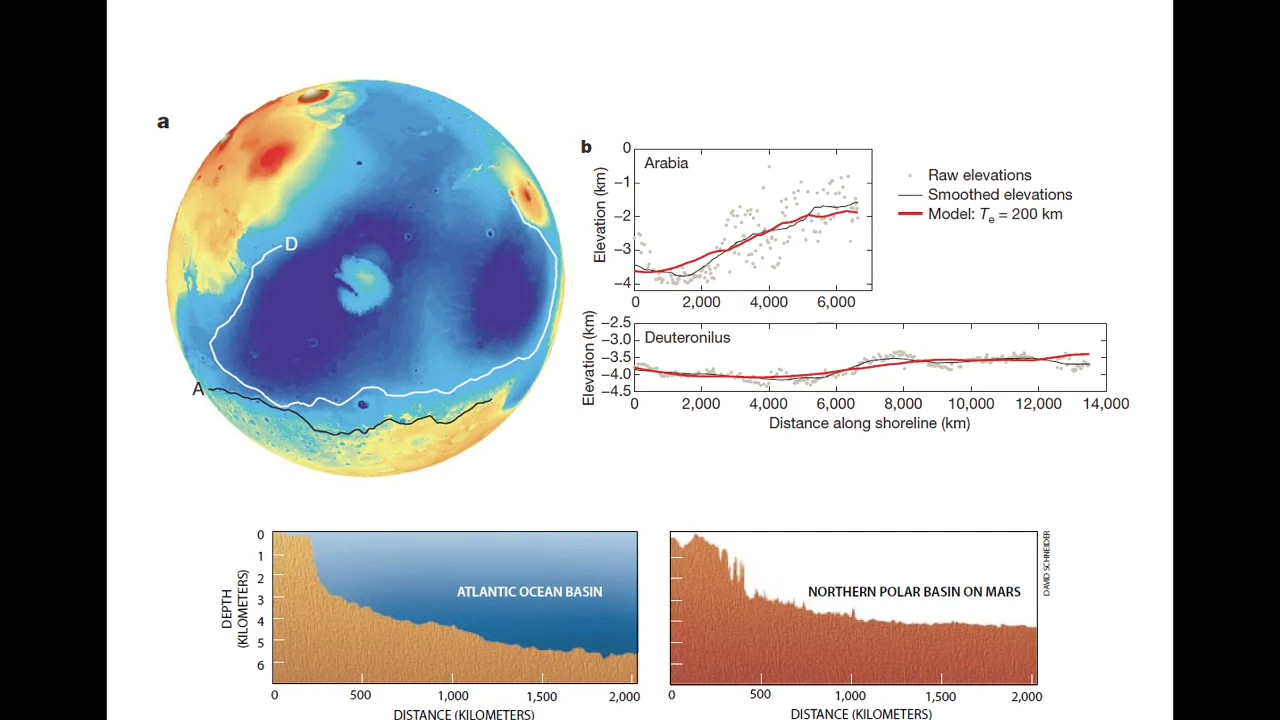 a
D
A
b
Arabia
Elevation (km)
0
−1
−2
−3
−4
0 2,000 4,000 6,000
Raw elevations
Smoothed elevations
Model: Te = 200 km
Deuteronilus
Elevation (km)
−2.5
−3.0
−3.5
−4.0
−4.5
0 2,000 4,000 6,000 8,000 10,000 12,000 14,000
Distance along shoreline (km)
ATLANTIC OCEAN BASIN
DEPTH
(KILOMETERS)
0
1
2
3
4
5
6
0 500 1,000 1,500 2,000
DISTANCE (KILOMETERS)
NORTHERN POLAR BASIN ON MARS
DAVID SCHNEIDER
0 500 1,000 1,500 2,000
DISTANCE (KILOMETERS)